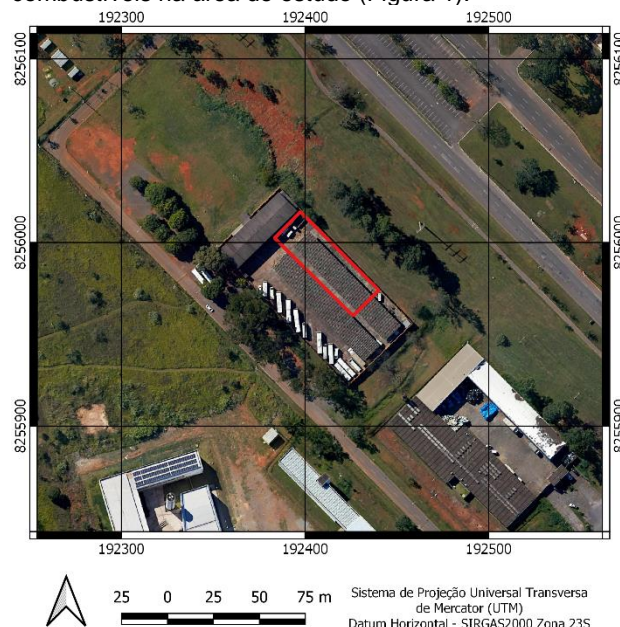 combustíveis na área de estudo (Figura 1).
192300 192400 192500
8256100 8256100
8256000 8256000
8255900 8255900
192300 192400 192500
25 0 25 50 75 m
Sistema de Projeção Universal Transversa
de Mercator (UTM)
Datum Horizontal - SIRGAS2000 Zona 23S